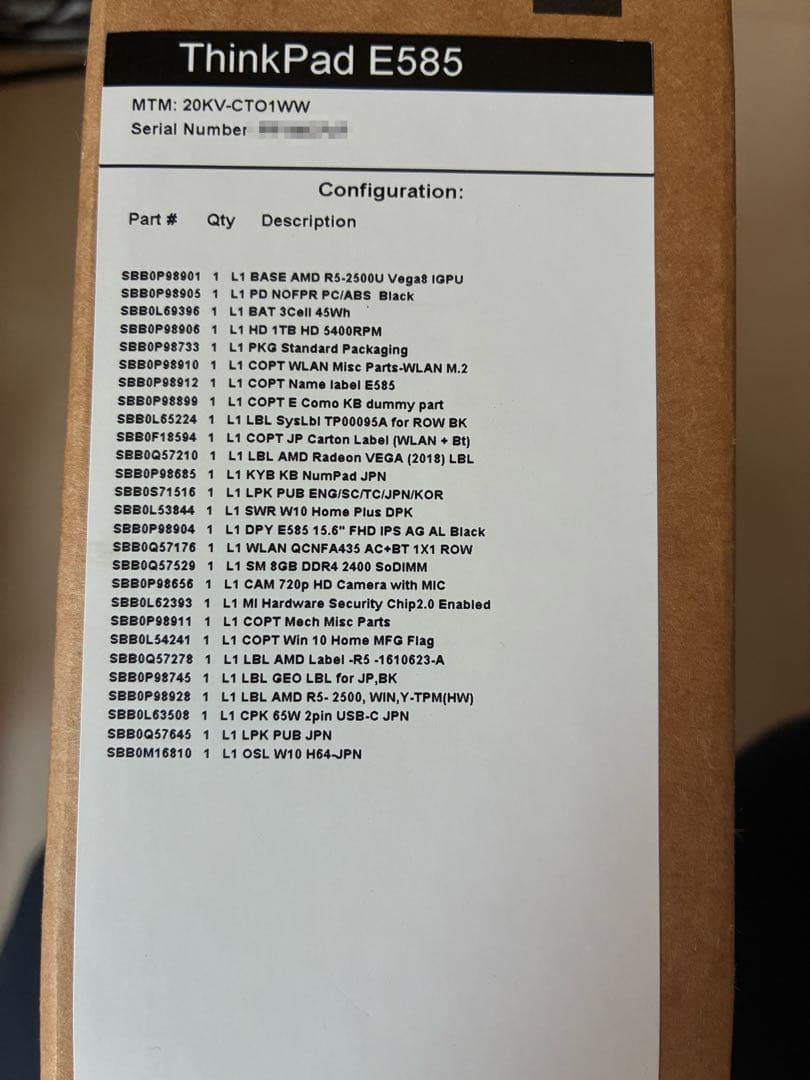 ThinkPad E585
MTM: 20KV-CTO1WW
Serial Number
Configuration:
Part # Qty Description
SBB0P98901 1 L1 BASE AMD R5-2500U Vega8 IGPU
SBB0P98905 1 L1 PD NOFPR PC/ABS Black
SBB0L69396 1 L1 BAT 3Cell 45Wh
SBB0P98906 1 L1 HD 1TB HD 5400RPM
SBB0P98733 1 L1 PKG Standard Packaging
SBB0P98910 1 L1 COPT WLAN Misc Parts-WLAN M.2
SBB0P98912 1 L1 COPT Name label E585
SBB0P98899 1 L1 COPT E Como KB dummy part
SBB0L65224 1 L1 LBL SysLbl TP00095A for ROW BK
SBB0F18594 1 L1 COPT JP Carton Label (WLAN + Bt)
SBB0Q57210 1 L1 LBL AMD Radeon VEGA (2018) LBL
SBB0P98685 1 L1 KYB KB NumPad JPN
SBB0S71516 1 L1 LPK PUB ENG/SC/TC/JPN/KOR
SBB0L53844 1 L1 SWR W10 Home Plus DPK
SBB0P98904 1 L1 DPY E585 15.6" FHD IPS AG AL Black
SBB0Q57176 1 L1 WLAN QCNFA435 AC+BT 1X1 ROW
SBB0Q57529 1 L1 SM 8GB DDR4 2400 SoDIMM
SBB0P98656 1 L1 CAM 720p HD Camera with MIC
SBB0L62393 1 L1 MI Hardware Security Chip2.0 Enabled
SBB0P98911 1 L1 COPT Mech Misc Parts
SBB0L54241 1 L1 COPT Win 10 Home MFG Flag
SBB0Q57278 1 L1 LBL AMD Label -R5 -1610623-A
SBB0P98745 1 L1 LBL GEO LBL for JP,BK
SBB0P98928 1 L1 LBL AMD R5- 2500, WIN,Y-TPM(HW)
SBB0L63508 1 L1 CPK 65W 2pin USB-C JPN
SBB0Q57645 1 L1 LPK PUB JPN
SBB0M16810 1 L1 OSL W10 H64-JPN